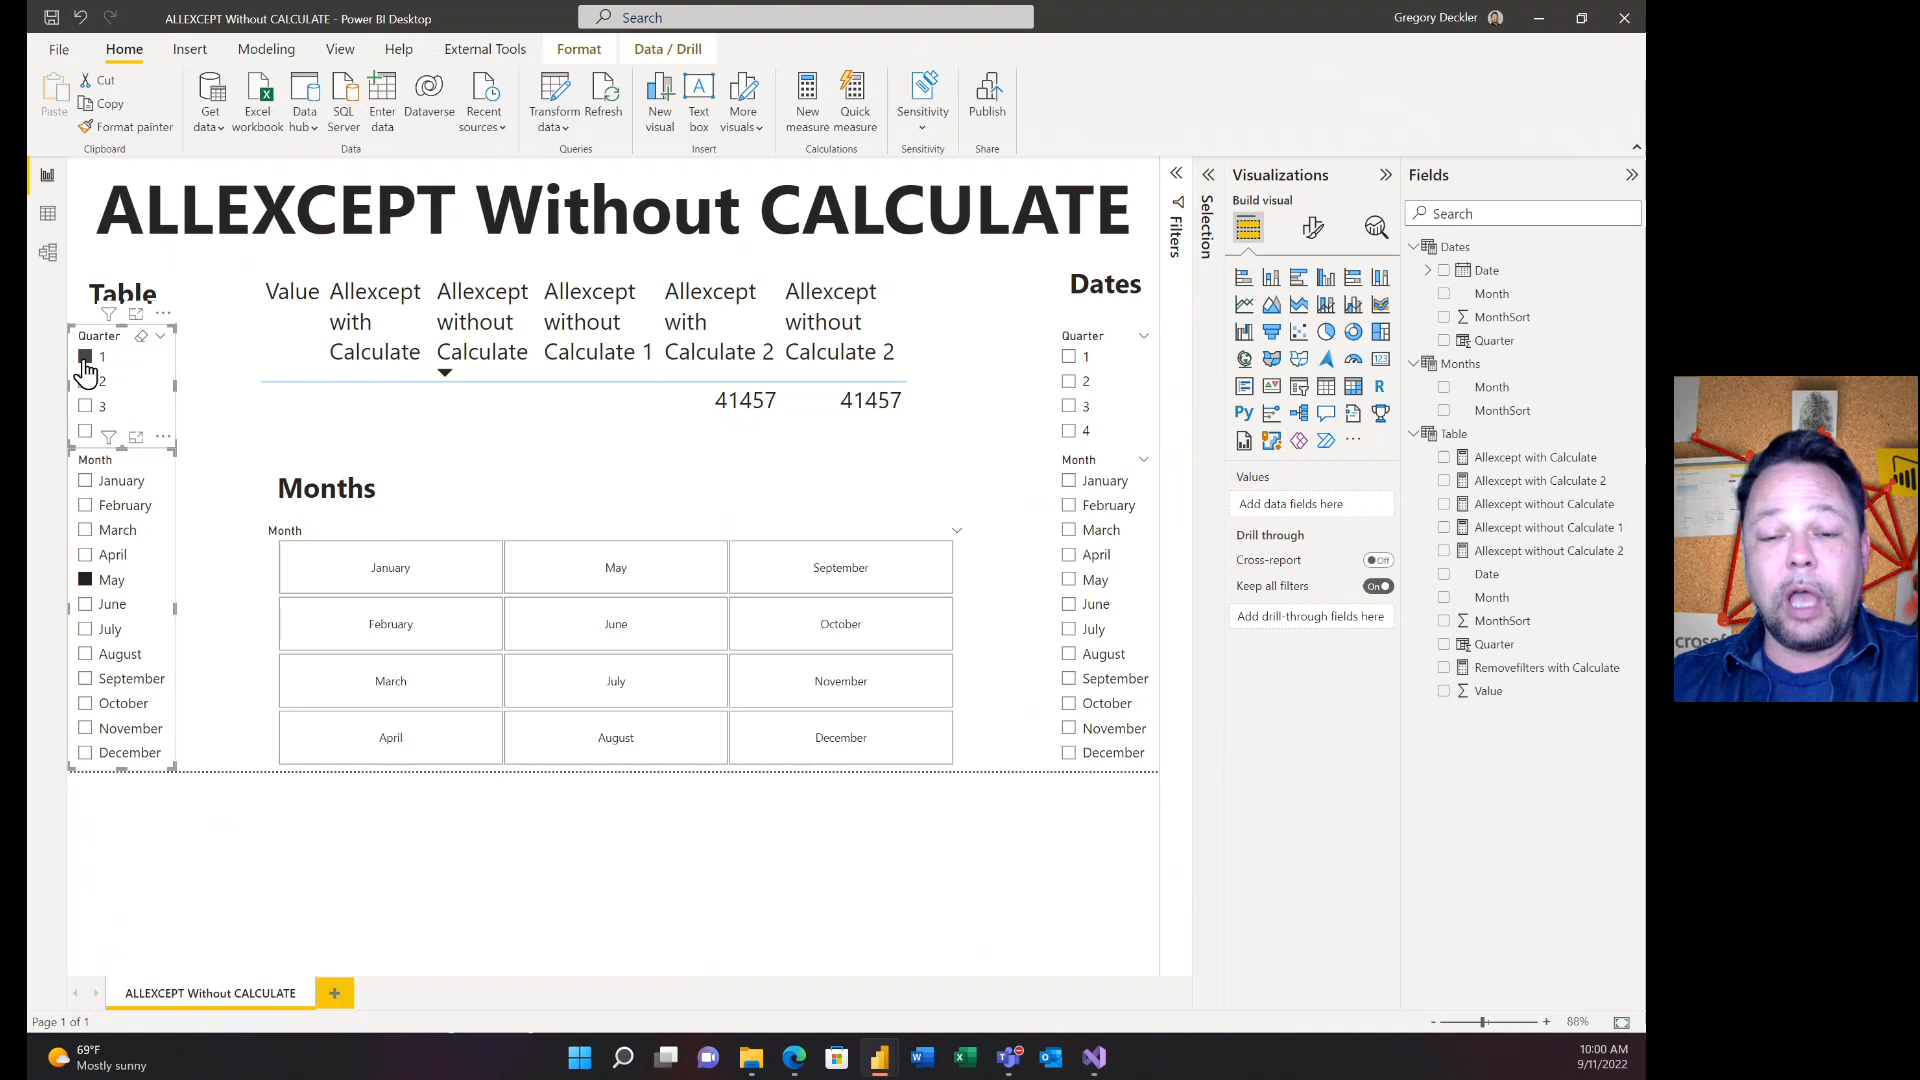 ALLEXCEPT Without CALCULATE - Power BI Desktop
Search
Gregory Deckler
File
Home
Insert
Modeling
View
Help
External Tools
Format
Data / Drill
Paste
Cut
Copy
Format painter
Clipboard
Get data
Excel workbook
Data hub
SQL Server
Enter data
Dataverse
Recent sources
Data
Transform data
Refresh
Queries
New visual
Text box
More visuals
Insert
New measure
Quick measure
Calculations
Sensitivity
Sensitivity
Publish
Share
ALLEXCEPT Without CALCULATE
Table
Quarter
1
2
3
Month
January
February
March
April
May
June
July
August
September
October
November
December
Value
Allexcept with Calculate
Allexcept without Calculate
Allexcept without Calculate 1
Allexcept with Calculate 2
Allexcept without Calculate 2
41457
41457
Months
Month
January
May
September
February
June
October
March
July
November
April
August
December
Dates
Quarter
1
2
3
4
Month
January
February
March
April
May
June
July
August
September
October
November
December
Filters
Selection
Visualizations
Build visual
R
Py
123
Values
Add data fields here
Drill through
Cross-report
Off
Keep all filters
On
Add drill-through fields here
Fields
Search
Dates
Date
Month
MonthSort
Quarter
Months
Month
MonthSort
Table
Allexcept with Calculate
Allexcept with Calculate 2
Allexcept without Calculate
Allexcept without Calculate 1
Allexcept without Calculate 2
Date
Month
MonthSort
Quarter
Removefilters with Calculate
Value
ALLEXCEPT Without CALCULATE
Page 1 of 1
88%
69°F
Mostly sunny
10:00 AM
9/11/2022